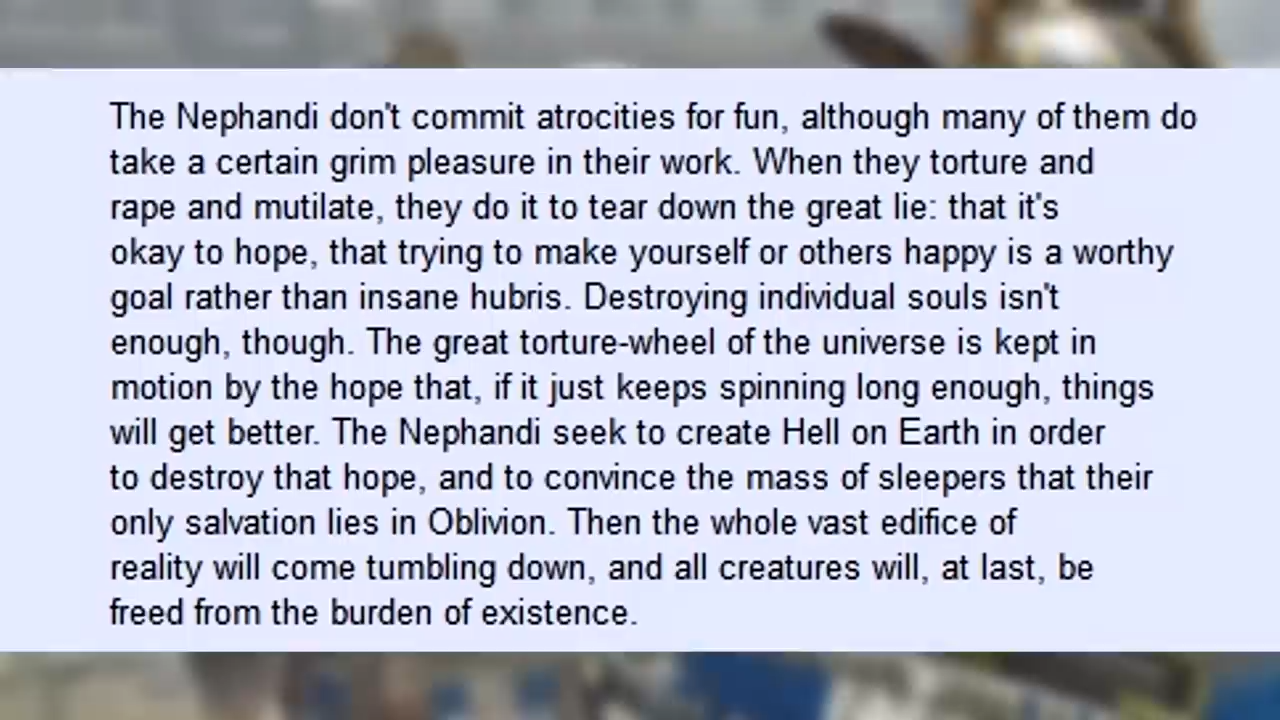 The Nephandi don't commit atrocities for fun, although many of them do
take a certain grim pleasure in their work. When they torture and
rape and mutilate, they do it to tear down the great lie: that it's
okay to hope, that trying to make yourself or others happy is a worthy
goal rather than insane hubris. Destroying individual souls isn't
enough, though. The great torture-wheel of the universe is kept in
motion by the hope that, if it just keeps spinning long enough, things
will get better. The Nephandi seek to create Hell on Earth in order
to destroy that hope, and to convince the mass of sleepers that their
only salvation lies in Oblivion. Then the whole vast edifice of
reality will come tumbling down, and all creatures will, at last, be
freed from the burden of existence.